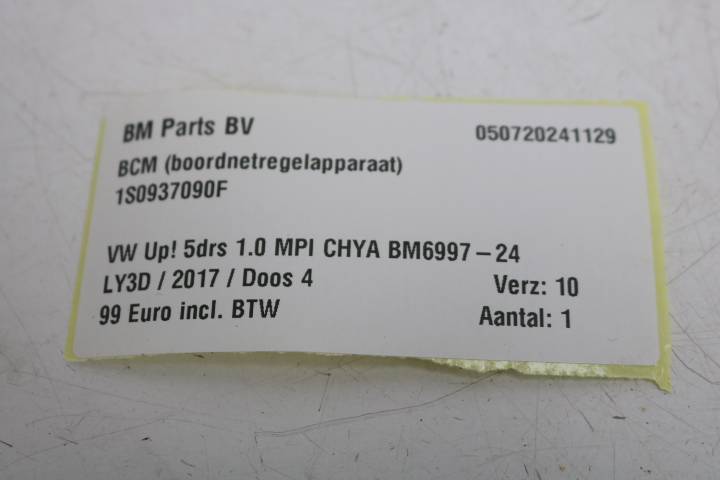 BM Parts BV 050720241129
BCM (boordnetregelapparaat)
1S0937090F
VW Up! 5drs 1.0 MPI CHYA BM6997-24
LY3D / 2017 / Doos 4 Verz: 10
99 Euro incl. BTW Aantal: 1